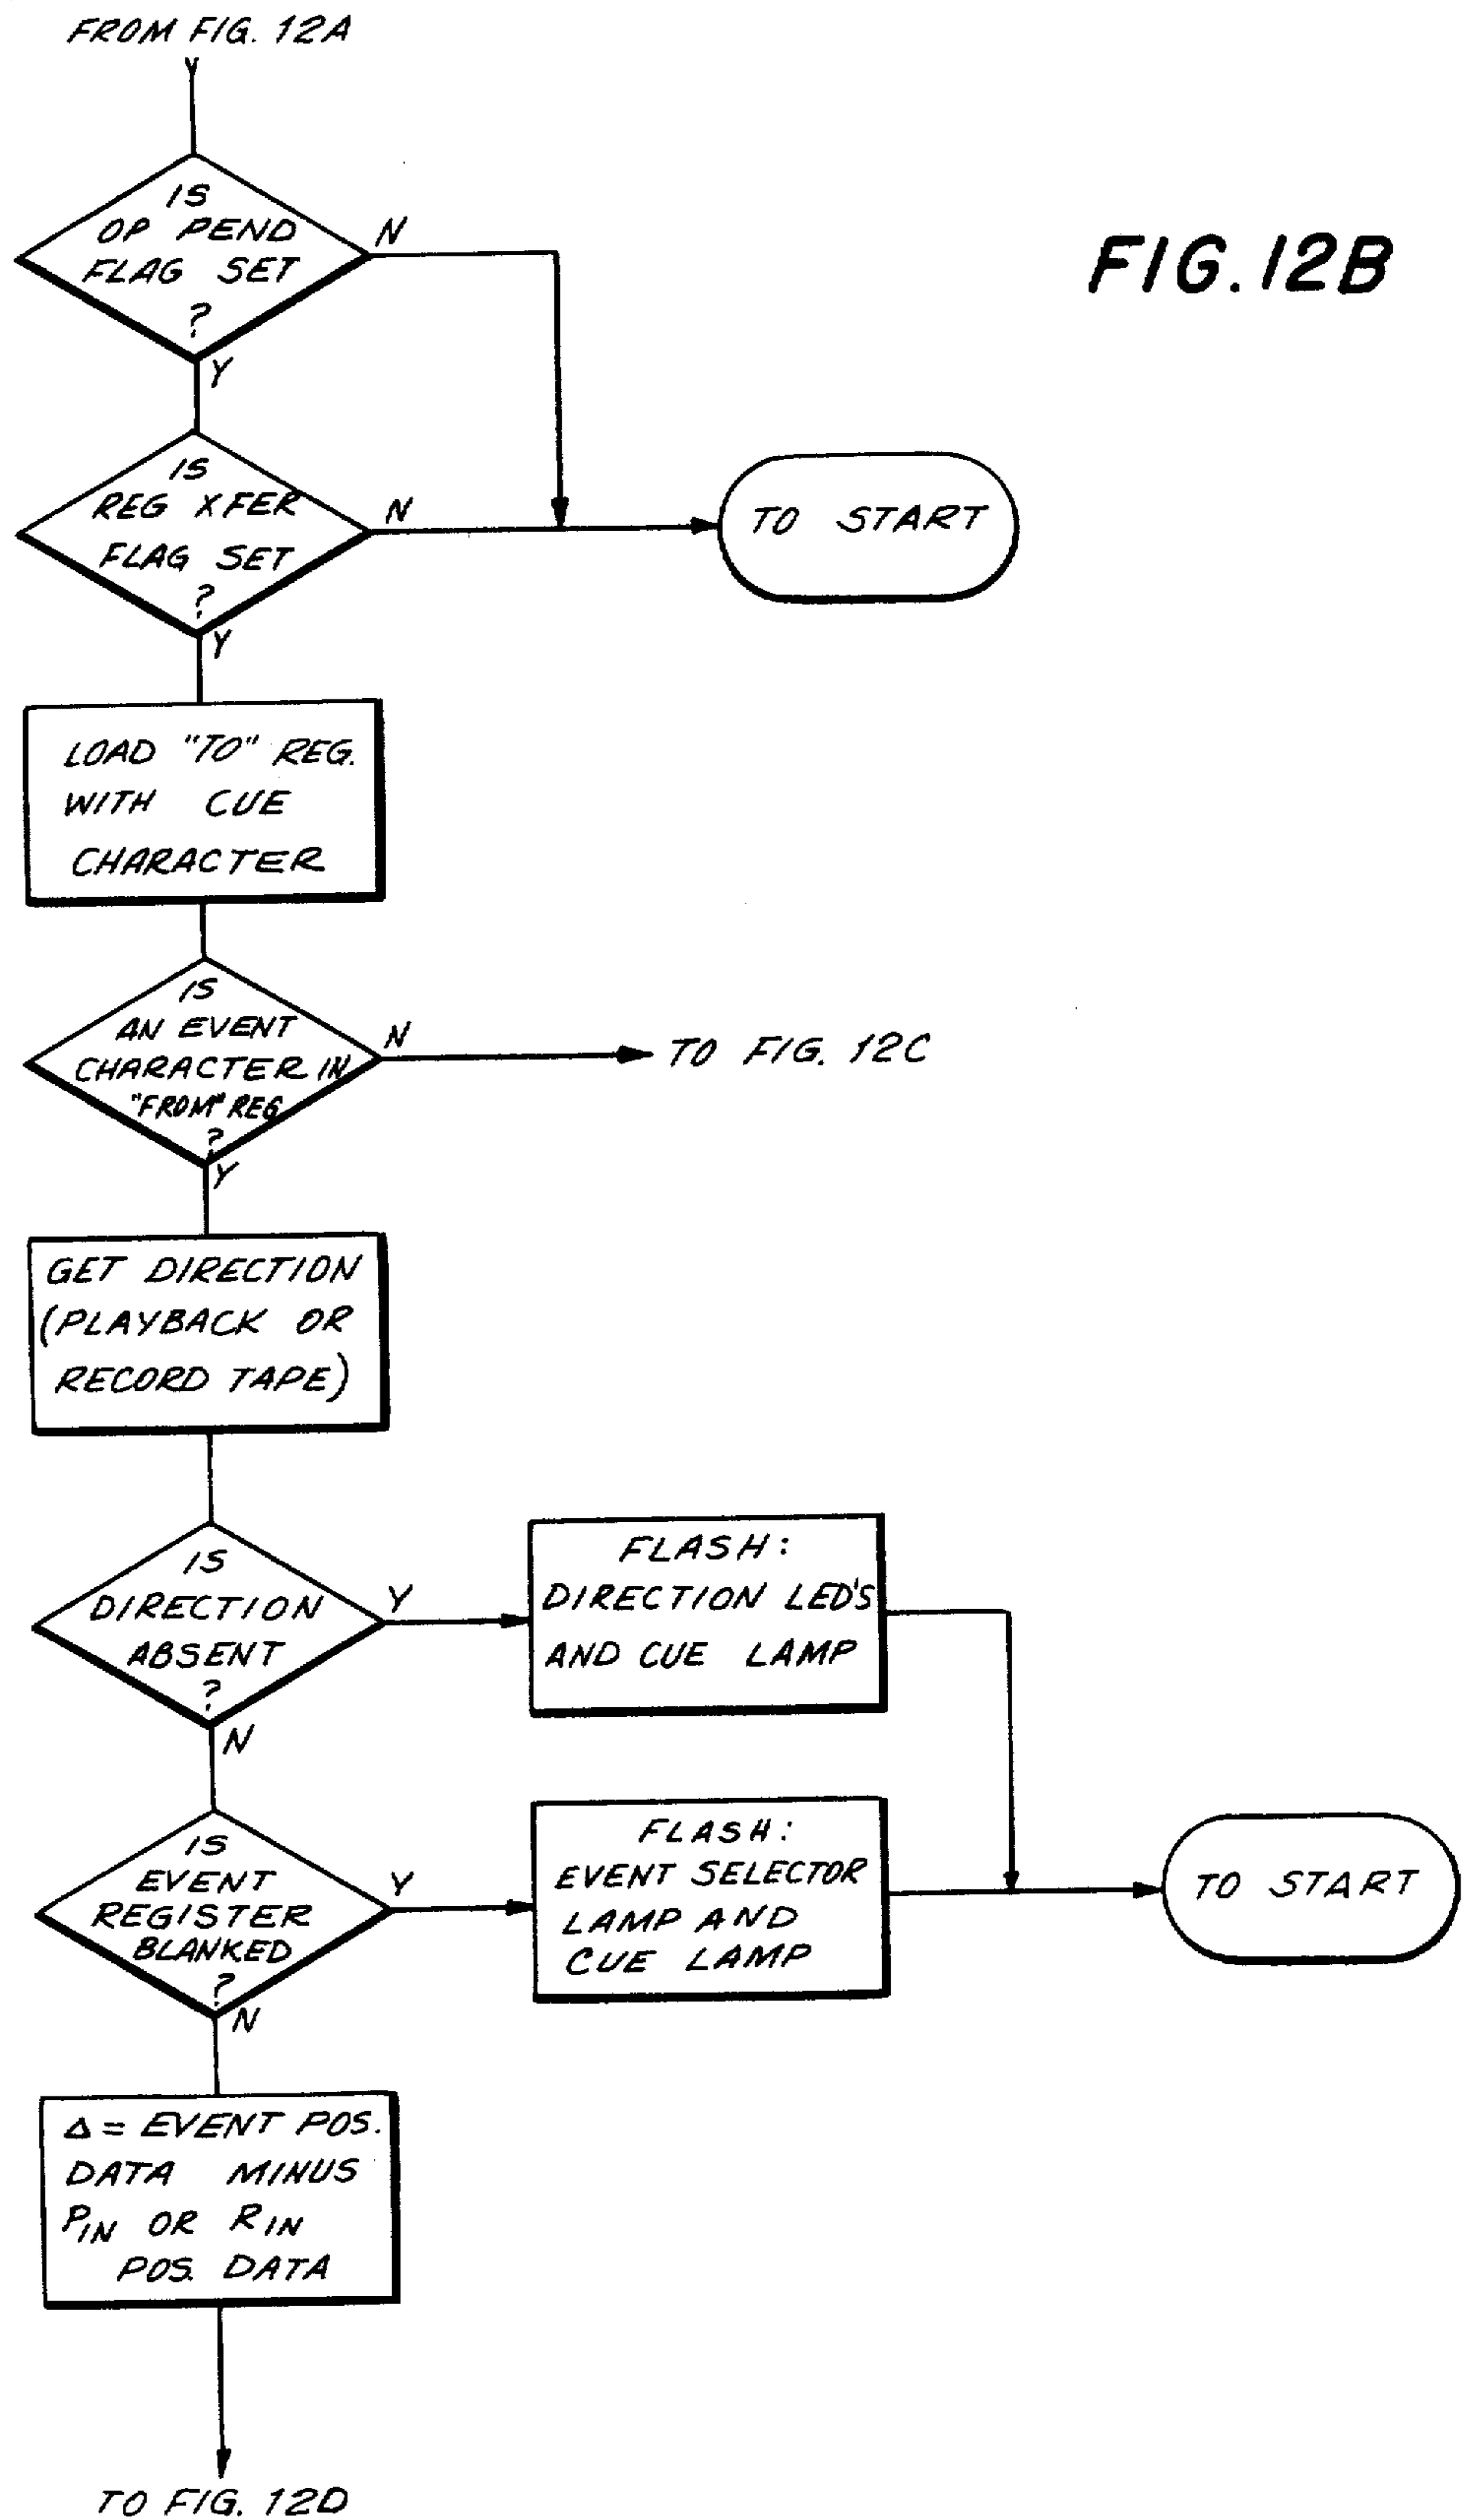 FROM FIG. 12A
FIG. 12B
IS
OP PEND
FLAG SET
?
N
Y
IS
REG XFER
FLAG SET
?
N
Y
TO START
LOAD "TO" REG.
WITH CUE
CHARACTER
IS
AN EVENT
CHARACTER IN
"FROM" REG
?
N
Y
TO FIG. 12C
GET DIRECTION
(PLAYBACK OR
RECORD TAPE)
IS
DIRECTION
ABSENT
?
Y
N
FLASH:
DIRECTION LED'S
AND CUE LAMP
IS
EVENT
REGISTER
BLANKED
?
Y
N
FLASH:
EVENT SELECTOR
LAMP AND
CUE LAMP
TO START
Δ = EVENT POS.
DATA MINUS
PIN OR RIN
POS. DATA
TO FIG. 12D